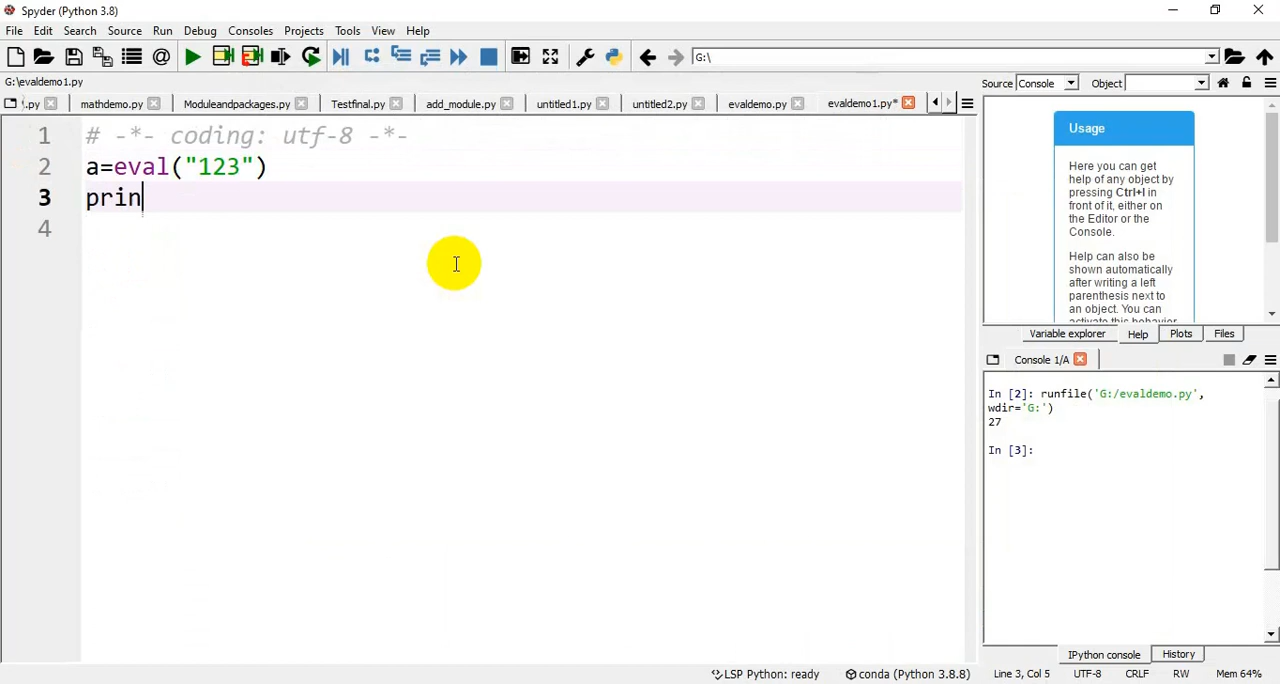 Spyder (Python 3.8)
File Edit Search Source Run Debug Consoles Projects Tools View Help
G:\
G:\evaldemo1.py
Source Console Object
!.py mathdemo.py Moduleandpackages.py Testfinal.py add_module.py untitled1.py untitled2.py evaldemo.py evaldemo1.py*
1 # -*- coding: utf-8 -*-
2 a=eval("123")
3 prin
4
Usage
Here you can get
help of any object by
pressing Ctrl+I in
front of it, either on
the Editor or the
Console.
Help can also be
shown automatically
after writing a left
parenthesis next to
an object. You can
activate this behavior
Variable explorer Help Plots Files
Console 1/A
In [2]: runfile('G:/evaldemo.py',
wdir='G:')
27
In [3]:
IPython console History
LSP Python: ready conda (Python 3.8.8) Line 3, Col 5 UTF-8 CRLF RW Mem 64%